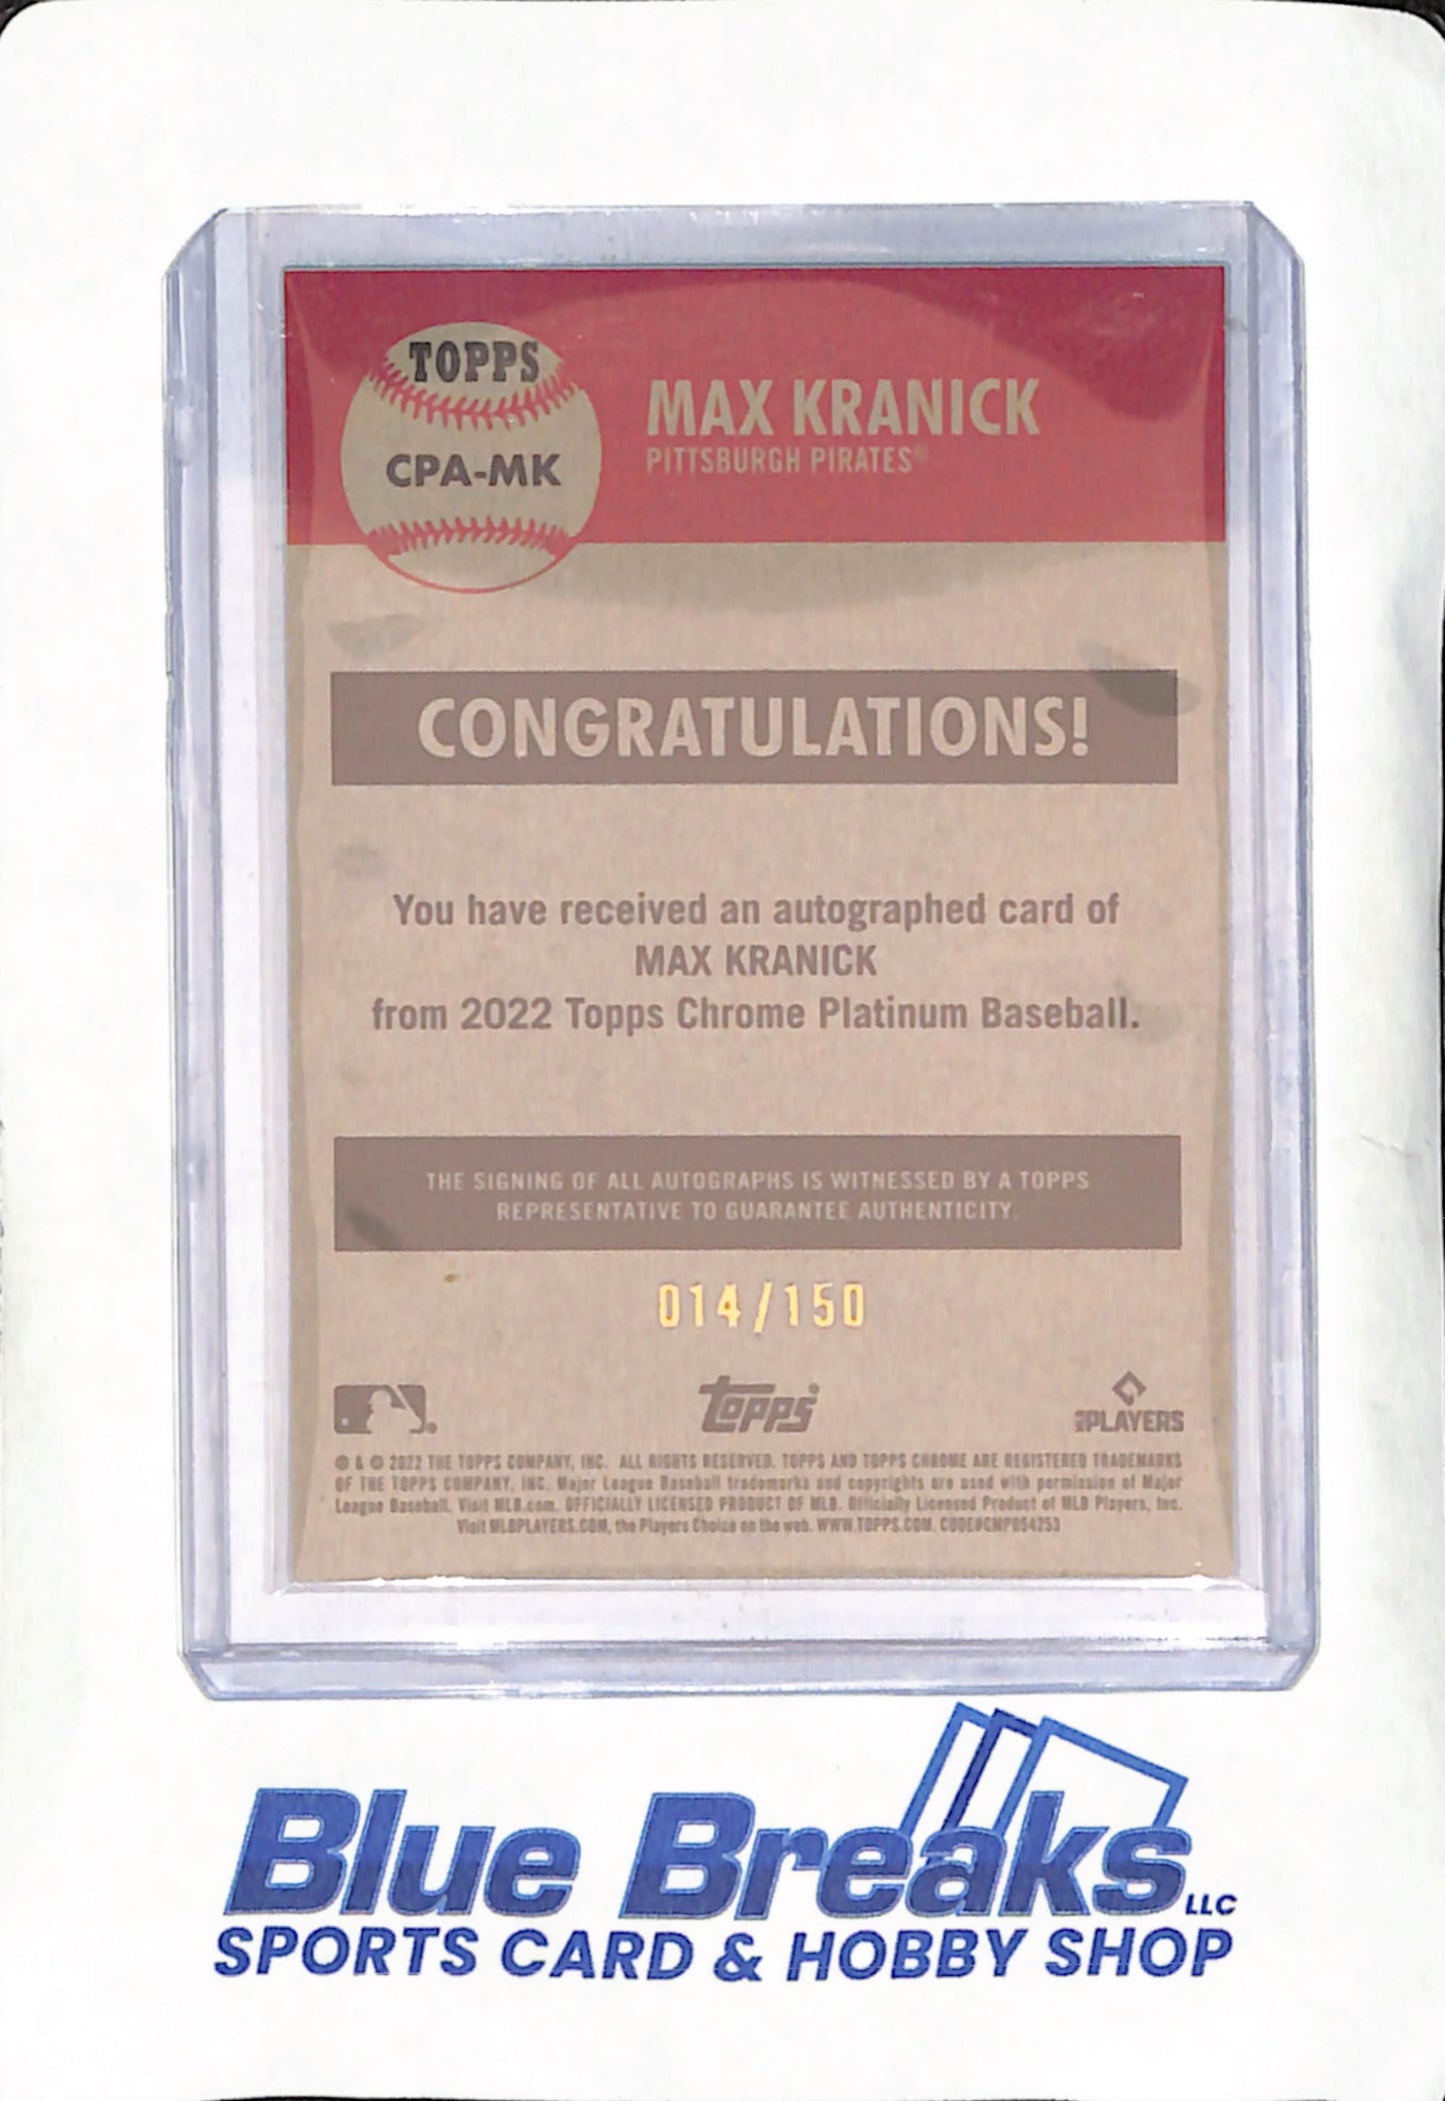 TOPPS
CPA-MK
MAX KRANICK
PITTSBURGH PIRATES®
CONGRATULATIONS!
You have received an autographed card of
MAX KRANICK
from 2022 Topps Chrome Platinum Baseball.
THE SIGNING OF ALL AUTOGRAPHS IS WITNESSED BY A TOPPS
REPRESENTATIVE TO GUARANTEE AUTHENTICITY.
014/150
topps
PLAYERS
® & © 2022 THE TOPPS COMPANY, INC. ALL RIGHTS RESERVED. TOPPS AND TOPPS CHROME ARE REGISTERED TRADEMARKS
OF THE TOPPS COMPANY, INC. Major League Baseball trademarks and copyrights are used with permission of Major
League Baseball. Visit MLB.com. OFFICIALLY LICENSED PRODUCT OF MLB. Officially Licensed Product of MLB Players, Inc.
Visit MLBPLAYERS.COM, the Players Choice on the web. WWW.TOPPS.COM. CODE#CMP054253
Blue Breaks LLC
SPORTS CARD & HOBBY SHOP